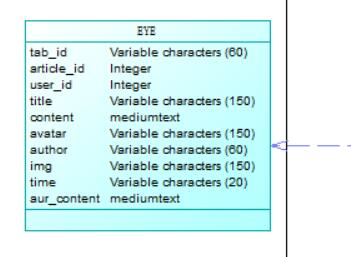 EYE
tab_id Variable characters (60)
article_id Integer
user_id Integer
title Variable characters (150)
content mediumtext
avatar Variable characters (150)
author Variable characters (60)
img Variable characters (150)
time Variable characters (20)
aur_content mediumtext